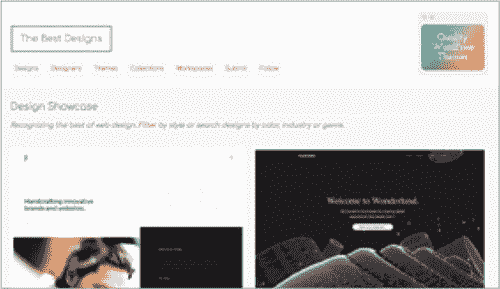 The Best Designs
Quality
WordPress
Themes
Designs Designers Themes Collections Workspaces Submit Follow
Design Showcase
Recognizing the best of web design. Filter by style or search designs by color, industry or genre.
Handcrafting innovative
brands and websites.
Welcome to Wonderland.